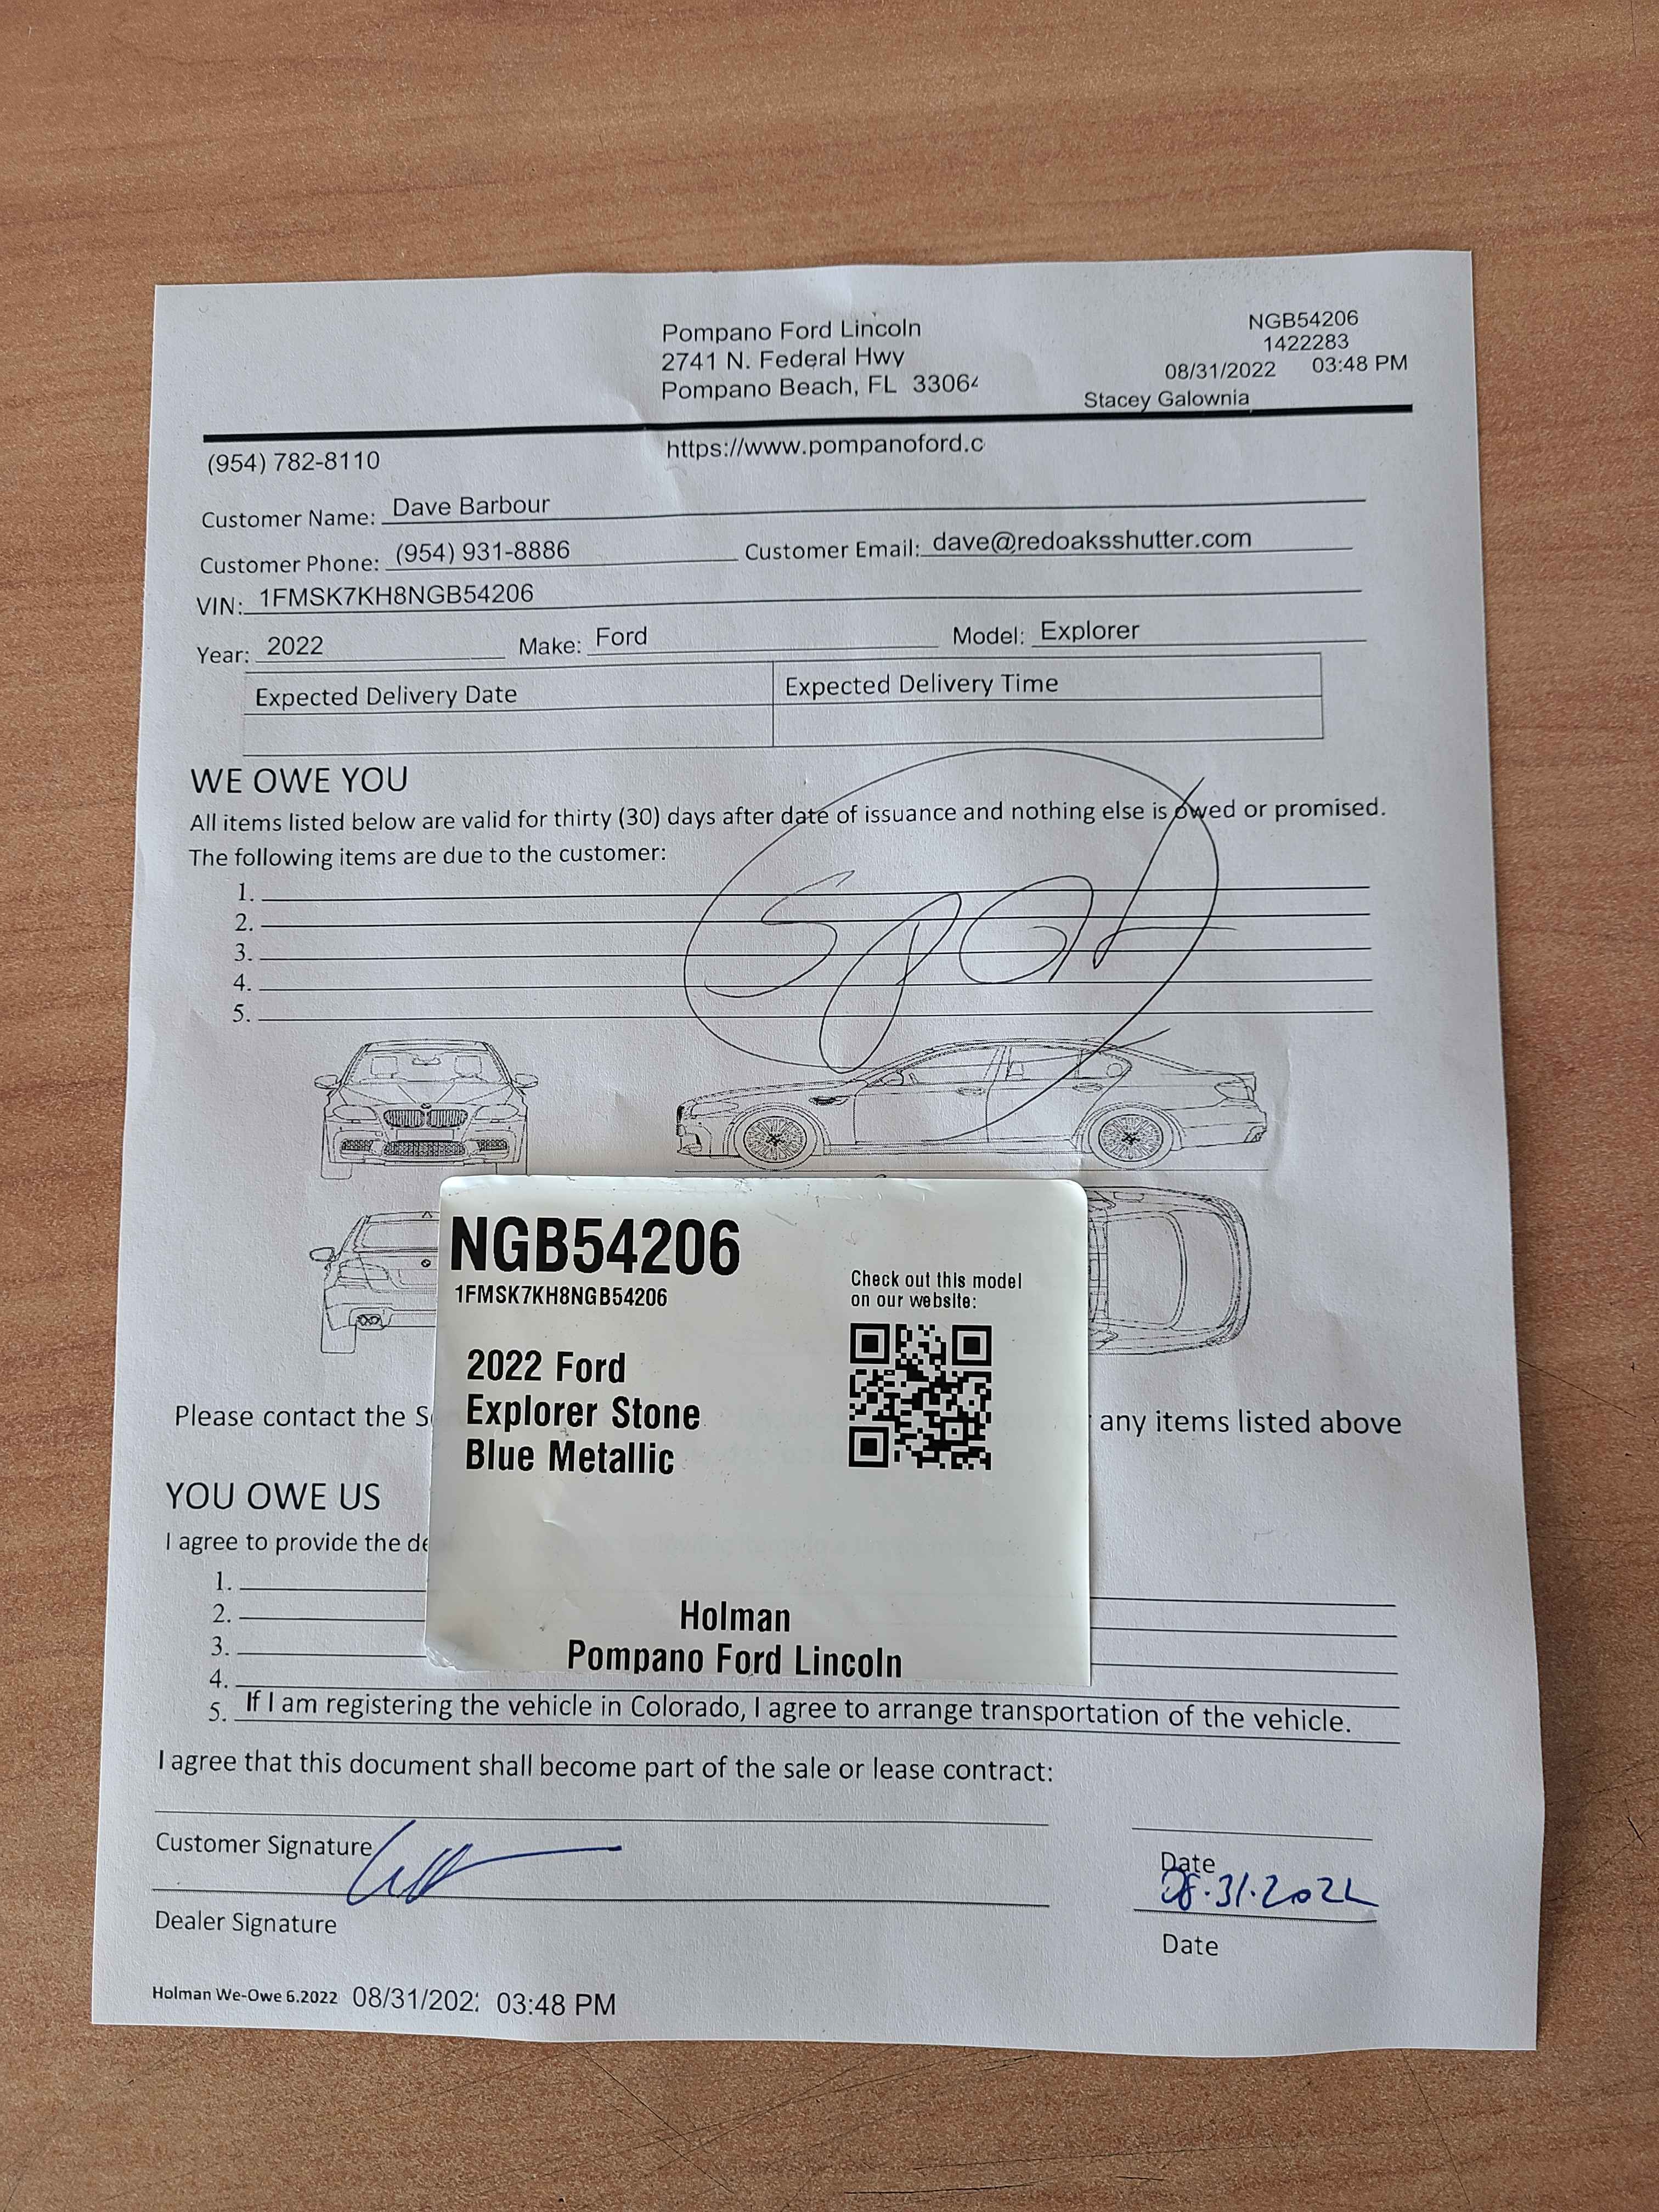 Pompano Ford Lincoln
2741 N. Federal Hwy
Pompano Beach, FL 33064
NGB54206
1422283
08/31/2022 03:48 PM
Stacey Galownia
(954) 782-8110
https://www.pompanoford.c
Customer Name: Dave Barbour
Customer Phone: (954) 931-8886 Customer Email: dave@redoaksshutter.com
VIN: 1FMSK7KH8NGB54206
Year: 2022 Make: Ford Model: Explorer
Expected Delivery Date Expected Delivery Time
WE OWE YOU
All items listed below are valid for thirty (30) days after date of issuance and nothing else is owed or promised.
The following items are due to the customer:
1.
2.
3.
4.
5.
NGB54206
1FMSK7KH8NGB54206
2022 Ford
Explorer Stone
Blue Metallic
Check out this model
on our website:
Holman
Pompano Ford Lincoln
Please contact the S any items listed above
YOU OWE US
I agree to provide the de
1.
2.
3.
4.
5. If I am registering the vehicle in Colorado, I agree to arrange transportation of the vehicle.
I agree that this document shall become part of the sale or lease contract:
Customer Signature Date
08.31.2022
Dealer Signature Date
Holman We-Owe 6.2022 08/31/202 03:48 PM